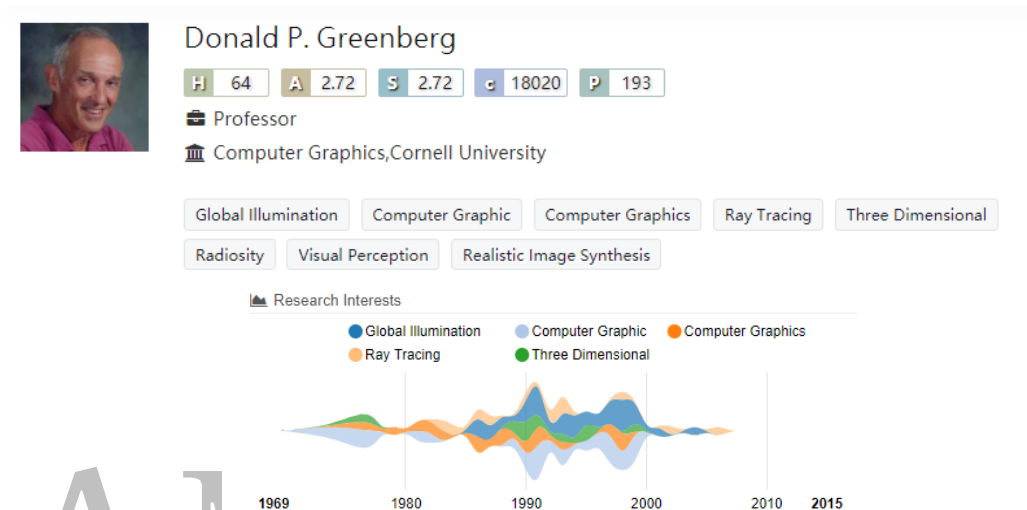 Donald P. Greenberg
H 64 A 2.72 S 2.72 c 18020 P 193
Professor
Computer Graphics,Cornell University
Global Illumination Computer Graphic Computer Graphics Ray Tracing Three Dimensional
Radiosity Visual Perception Realistic Image Synthesis
Research Interests
Global Illumination Computer Graphic Computer Graphics
Ray Tracing Three Dimensional
1969 1980 1990 2000 2010 2015